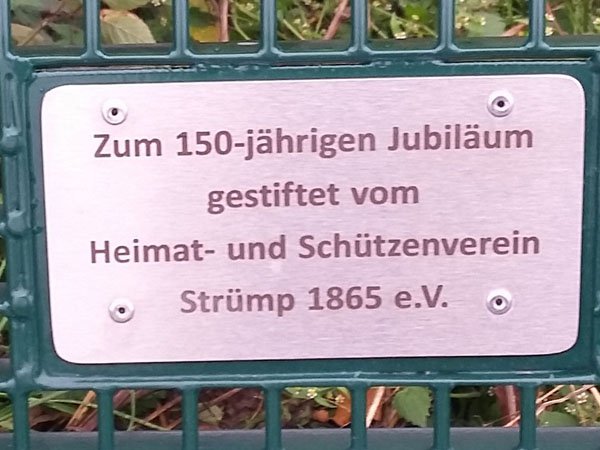 Zum 150-jährigen Jubiläum
gestiftet vom
Heimat- und Schützenverein
Strümp 1865 e.V.